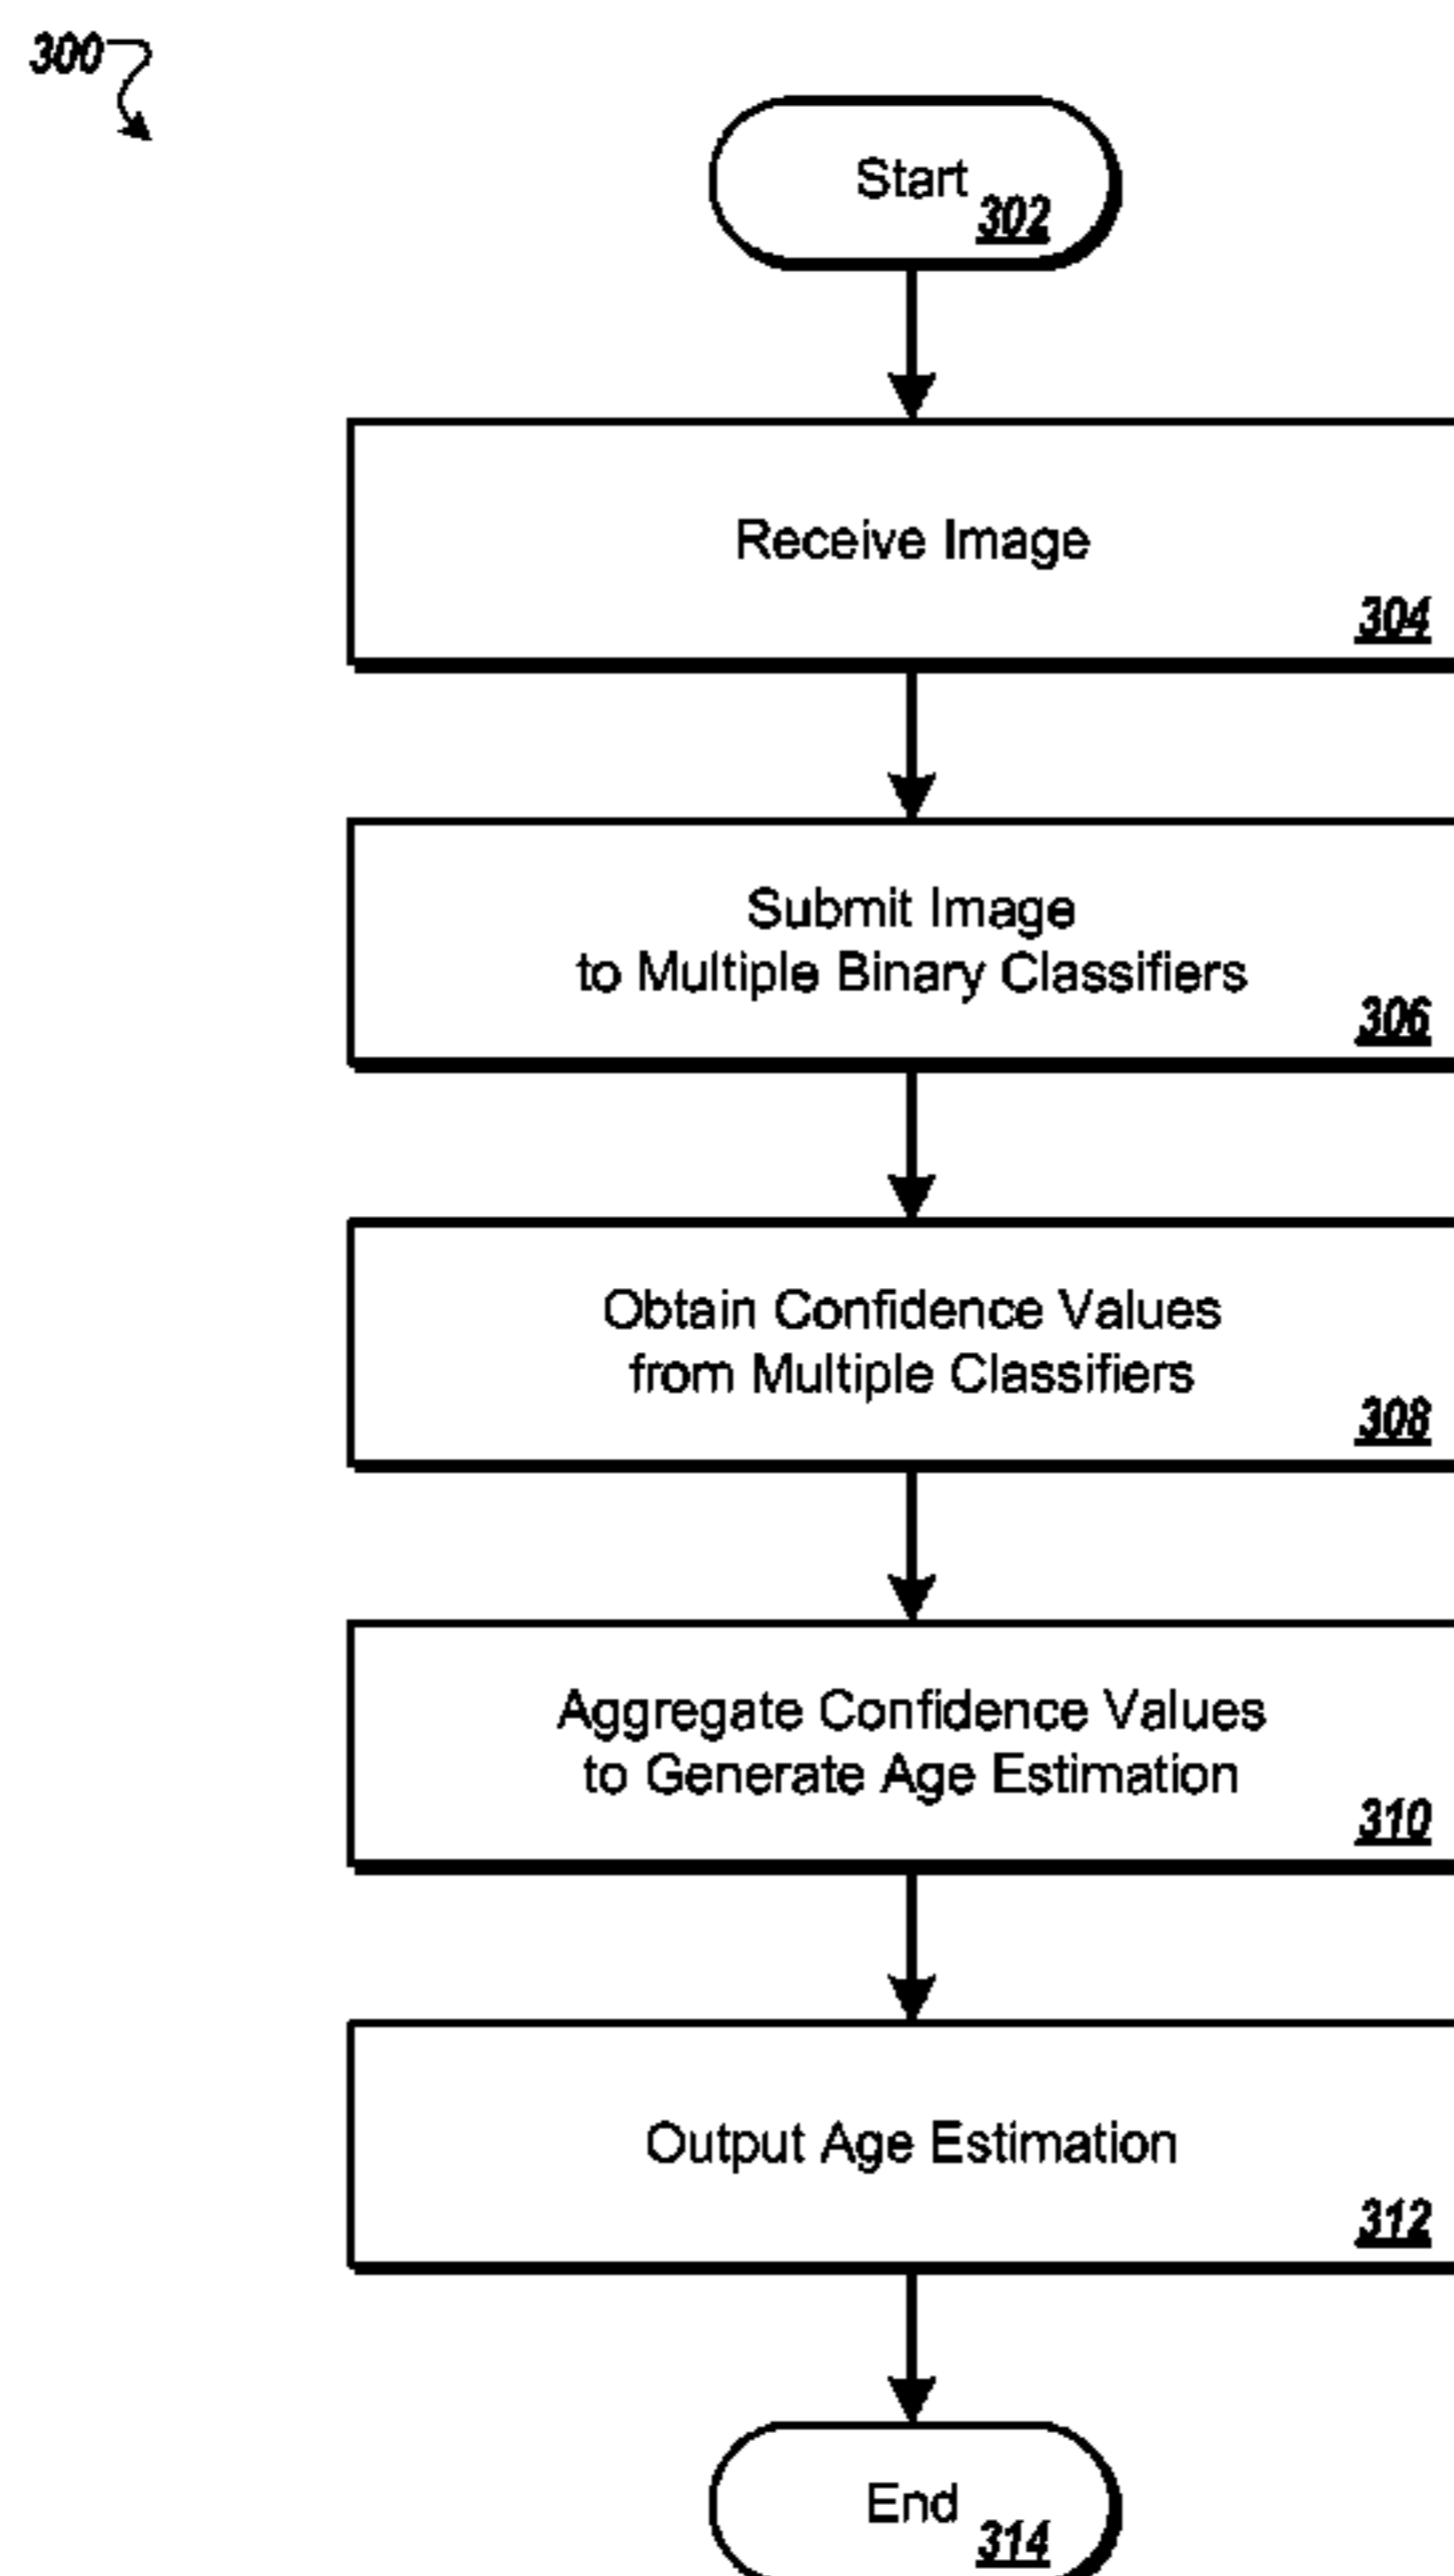 300
Start
302
Receive Image
304
Submit Image
to Multiple Binary Classifiers
306
Obtain Confidence Values
from Multiple Classifiers
308
Aggregate Confidence Values
to Generate Age Estimation
310
Output Age Estimation
312
End
314